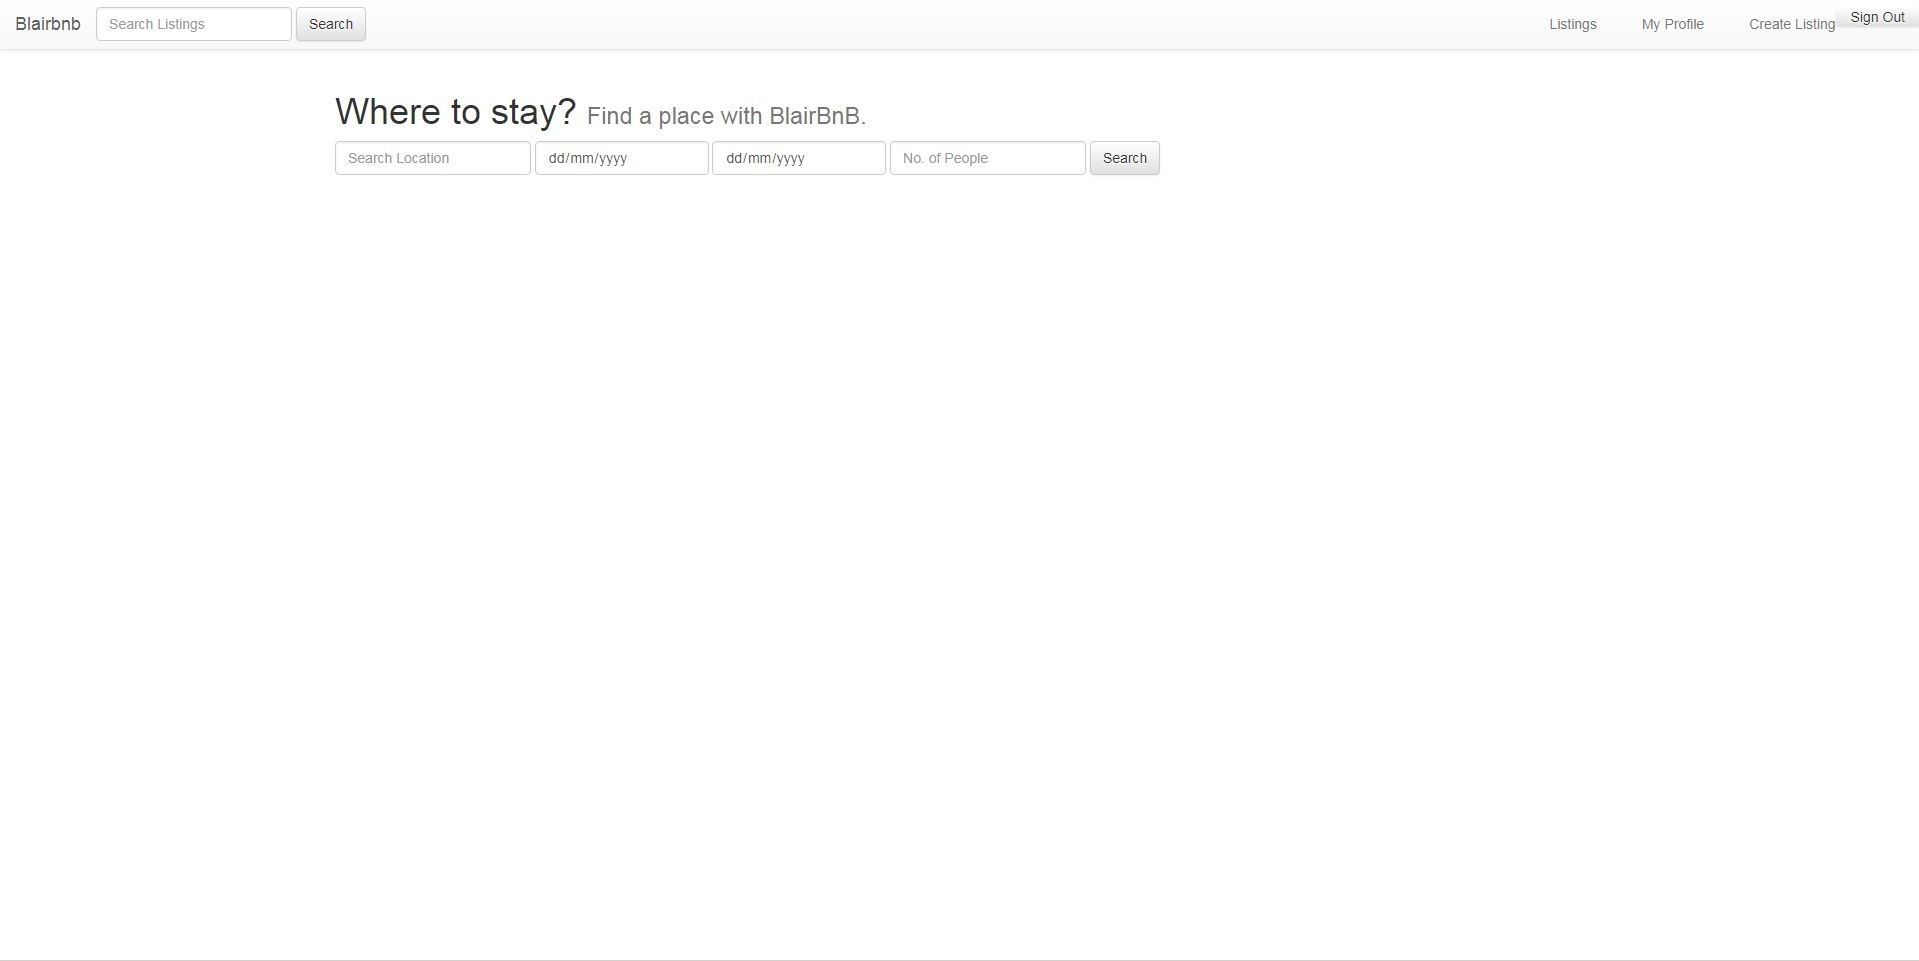 Blairbnb Search Listings Search Listings My Profile Create Listing Sign Out
Where to stay? Find a place with BlairBnB.
Search Location dd/mm/yyyy dd/mm/yyyy No. of People Search